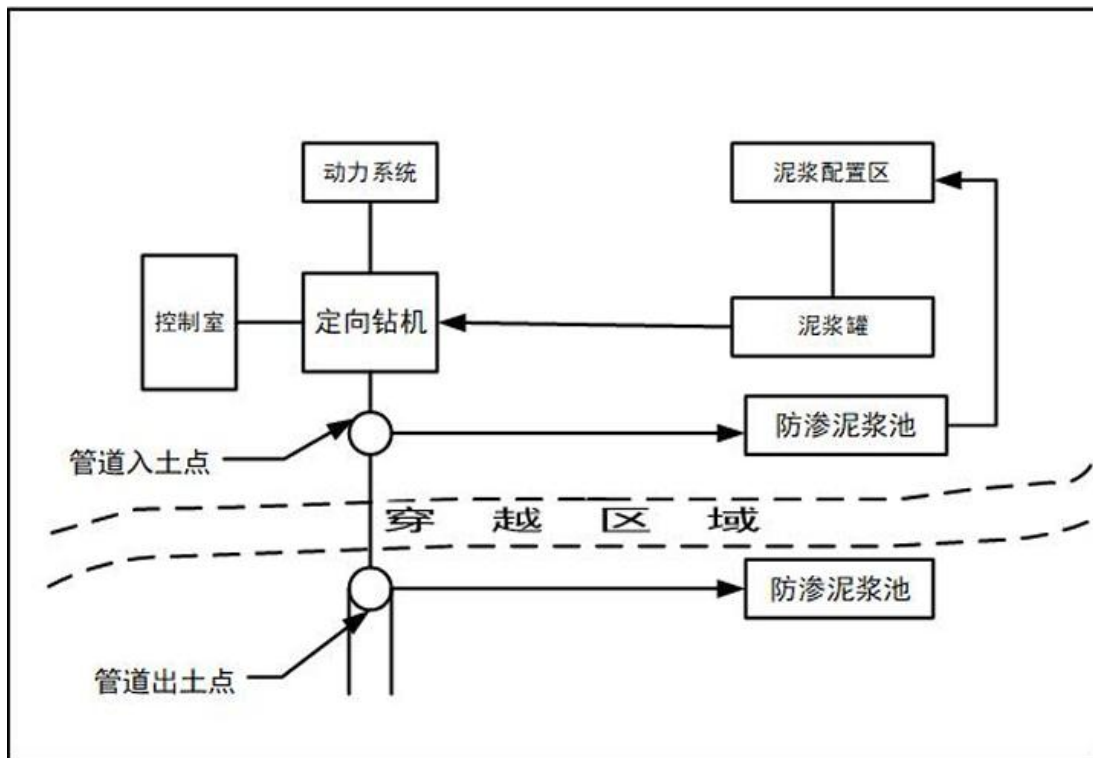 动力系统
泥浆配置区
控制室
定向钻机
泥浆罐
防渗泥浆池
管道入土点
穿越区域
防渗泥浆池
管道出土点